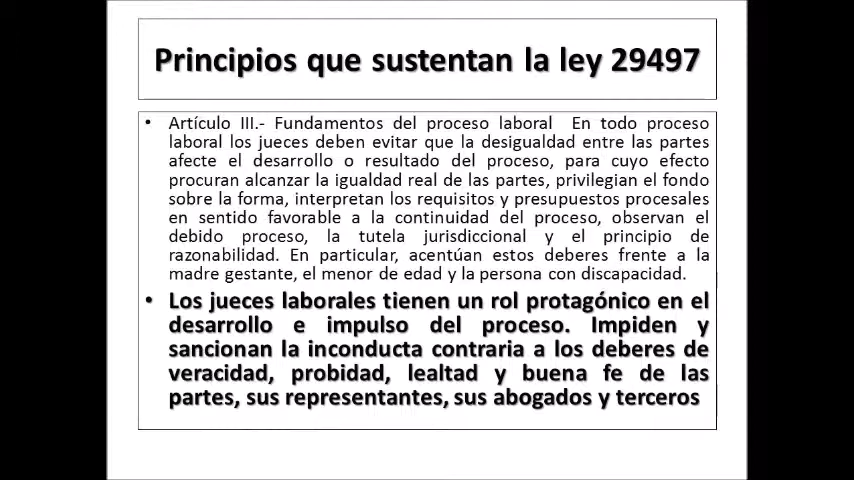 Principios que sustentan la ley 29497
• Artículo III.- Fundamentos del proceso laboral En todo proceso
laboral los jueces deben evitar que la desigualdad entre las partes
afecte el desarrollo o resultado del proceso, para cuyo efecto
procuran alcanzar la igualdad real de las partes, privilegian el fondo
sobre la forma, interpretan los requisitos y presupuestos procesales
en sentido favorable a la continuidad del proceso, observan el
debido proceso, la tutela jurisdiccional y el principio de
razonabilidad. En particular, acentúan estos deberes frente a la
madre gestante, el menor de edad y la persona con discapacidad.
• Los jueces laborales tienen un rol protagónico en el
desarrollo e impulso del proceso. Impiden y
sancionan la inconducta contraria a los deberes de
veracidad, probidad, lealtad y buena fe de las
partes, sus representantes, sus abogados y terceros